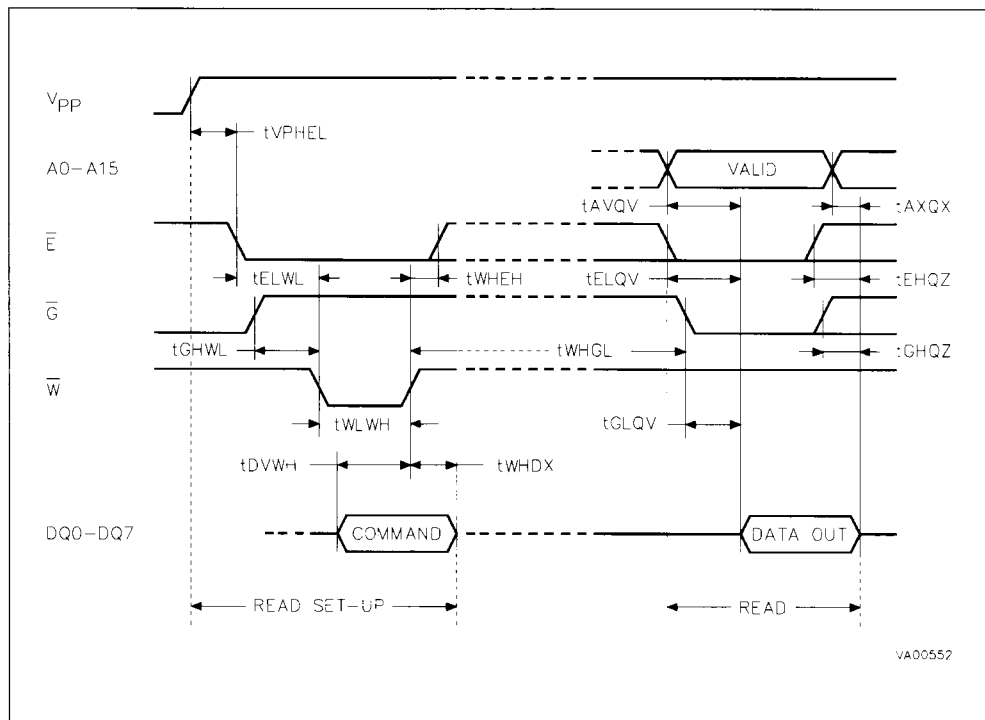 VPP
tVPHEL
A0-A15
VALID
tAVQV
tAXQX
E
tELWL
tWHEH
tELQV
tEHQZ
G
tGHWL
tWHGL
tGHQZ
W
tWLWH
tGLQV
tDVWH
tWHDX
DQ0-DQ7
COMMAND
DATA OUT
READ SET-UP
READ
VA00552